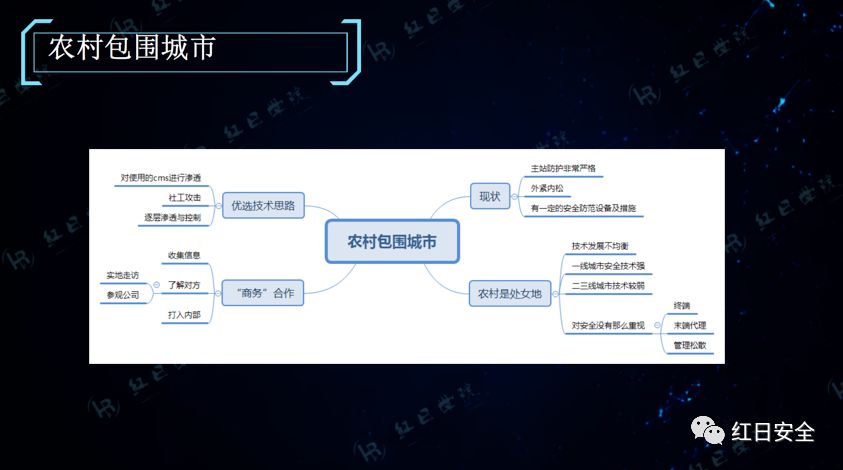 农村包围城市
对使用的cms进行渗透
社工攻击
逐层渗透与控制
优选技术思路
收集信息
实地走访
参观公司
了解对方
打入内部
“商务”合作
农村包围城市
现状
主站防护非常严格
外紧内松
有一定的安全防范设备及措施
农村是处女地
技术发展不均衡
一线城市安全技术强
二三线城市技术较弱
对安全没有那么重视
终端
末端代理
管理松散
红日安全